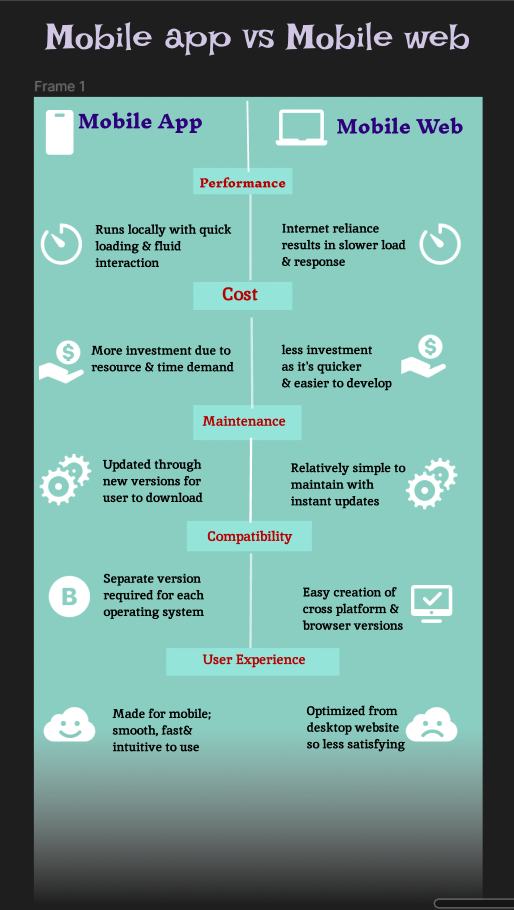 Mobile app vs Mobile web
Frame 1
Mobile App
Mobile Web
Performance
Runs locally with quick
loading & fluid
interaction
Internet reliance
results in slower load
& response
Cost
More investment due to
resource & time demand
less investment
as it's quicker
& easier to develop
Maintenance
Updated through
new versions for
user to download
Relatively simple to
maintain with
instant updates
Compatibility
B
Separate version
required for each
operating system
Easy creation of
cross platform &
browser versions
User Experience
Made for mobile;
smooth, fast&
intuitive to use
Optimized from
desktop website
so less satisfying